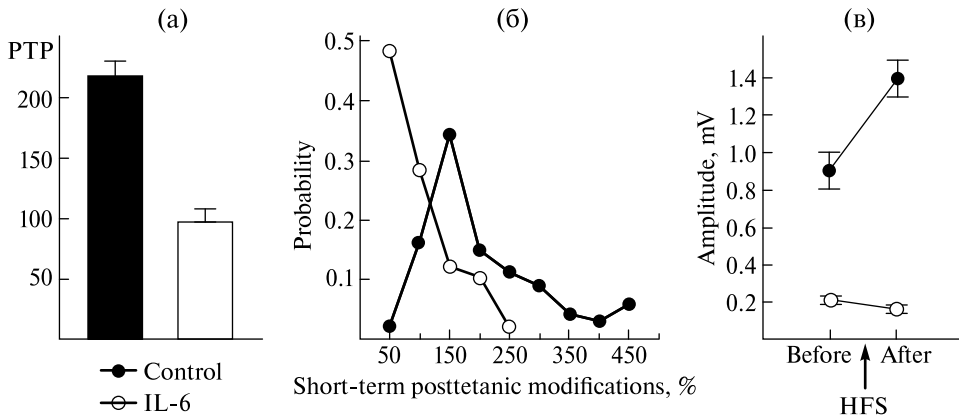 (а)
PTP
200
150
100
50
Control
IL-6
(б)
0.5
0.4
0.3
0.2
0.1
Probability
50 150 250 350 450
Short-term posttetanic modifications, %
(в)
1.4
1.2
1.0
0.8
0.6
0.4
0.2
Amplitude, mV
Before After
HFS